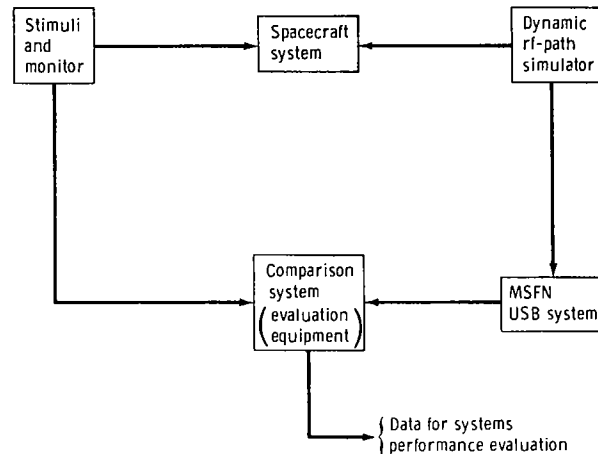 Stimuli
and
monitor
Spacecraft
system
Dynamic
rf-path
simulator
Comparison
system
(evaluation
equipment)
MSFN
USB system
{Data for systems
performance evaluation